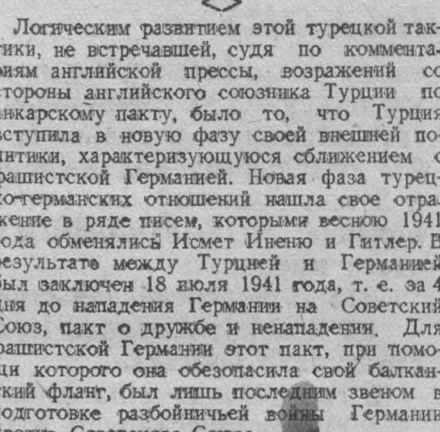 Логическим развитием этой турецкой так-
тики, не встречавшей, судя по коммента-
риям английской прессы, возражений со
стороны английского союзника Турции по
анкарскому пакту, было то, что Турция
вступила в новую фазу своей внешней по-
литики, характеризующуюся сближением с
фашистской Германией. Новая фаза турец-
ко-германских отношений нашла свое отра-
жение в ряде писем, которыми весною 1941
года обменялись Исмет Иненю и Гитлер. В
результате между Турцией и Германией
был заключен 18 июля 1941 года, т. е. за 4
дня до нападения Германии на Советский
Союз, пакт о дружбе и ненападении. Для
фашистской Германии этот пакт, при помо-
щи которого она обезопасила свой балкан-
ский фланг, был лишь последним звеном в
подготовке разбойничьей войны Германии
против Советского Союза